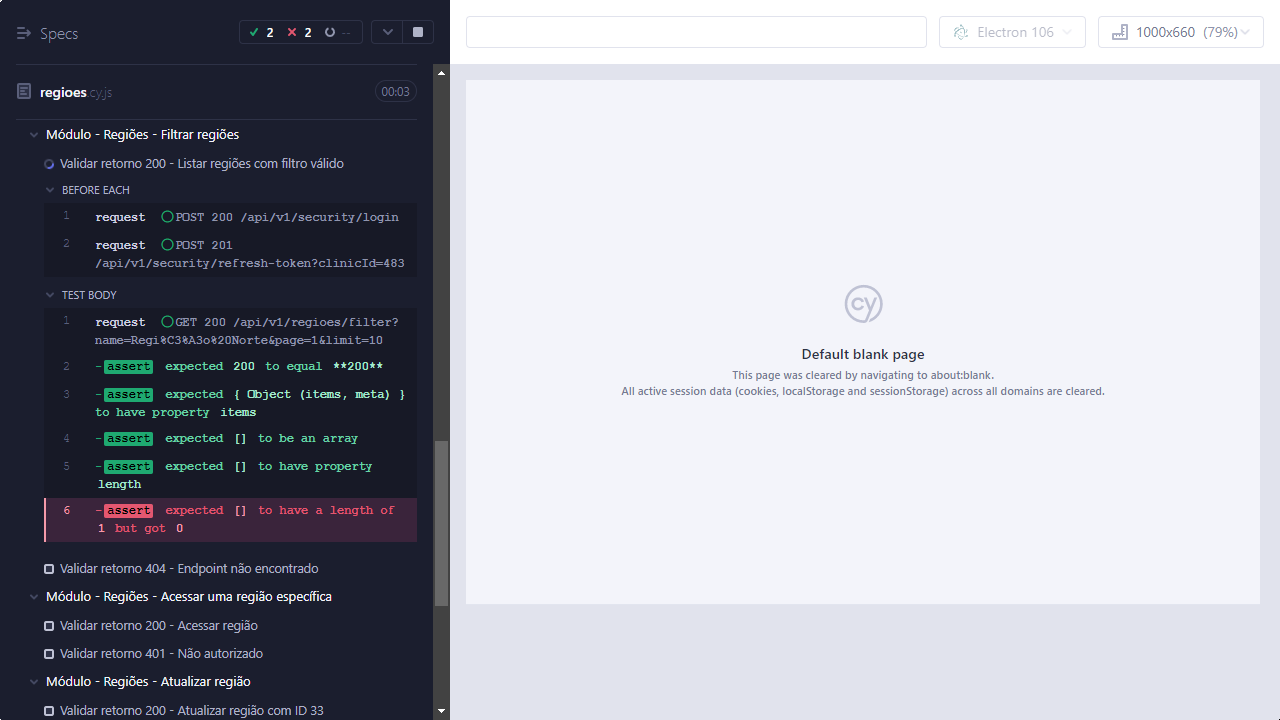 Specs
2 2 --
Electron 106
1000x660 (79%)
regioes.cy.js
00:03
Módulo - Regiões - Filtrar regiões
Validar retorno 200 - Listar regiões com filtro válido
BEFORE EACH
1 request POST 200 /api/v1/security/login
2 request POST 201
/api/v1/security/refresh-token?clinicId=483
TEST BODY
1 request GET 200 /api/v1/regioes/filter?
name=Regi%C3%A3o%20Norte&page=1&limit=10
2 -assert expected 200 to equal **200**
3 -assert expected { Object (items, meta) }
to have property items
4 -assert expected [] to be an array
5 -assert expected [] to have property
length
6 -assert expected [] to have a length of
1 but got 0
Validar retorno 404 - Endpoint não encontrado
Módulo - Regiões - Acessar uma região específica
Validar retorno 200 - Acessar região
Validar retorno 401 - Não autorizado
Módulo - Regiões - Atualizar região
Validar retorno 200 - Atualizar região com ID 33
cy
Default blank page
This page was cleared by navigating to about:blank.
All active session data (cookies, localStorage and sessionStorage) across all domains are cleared.